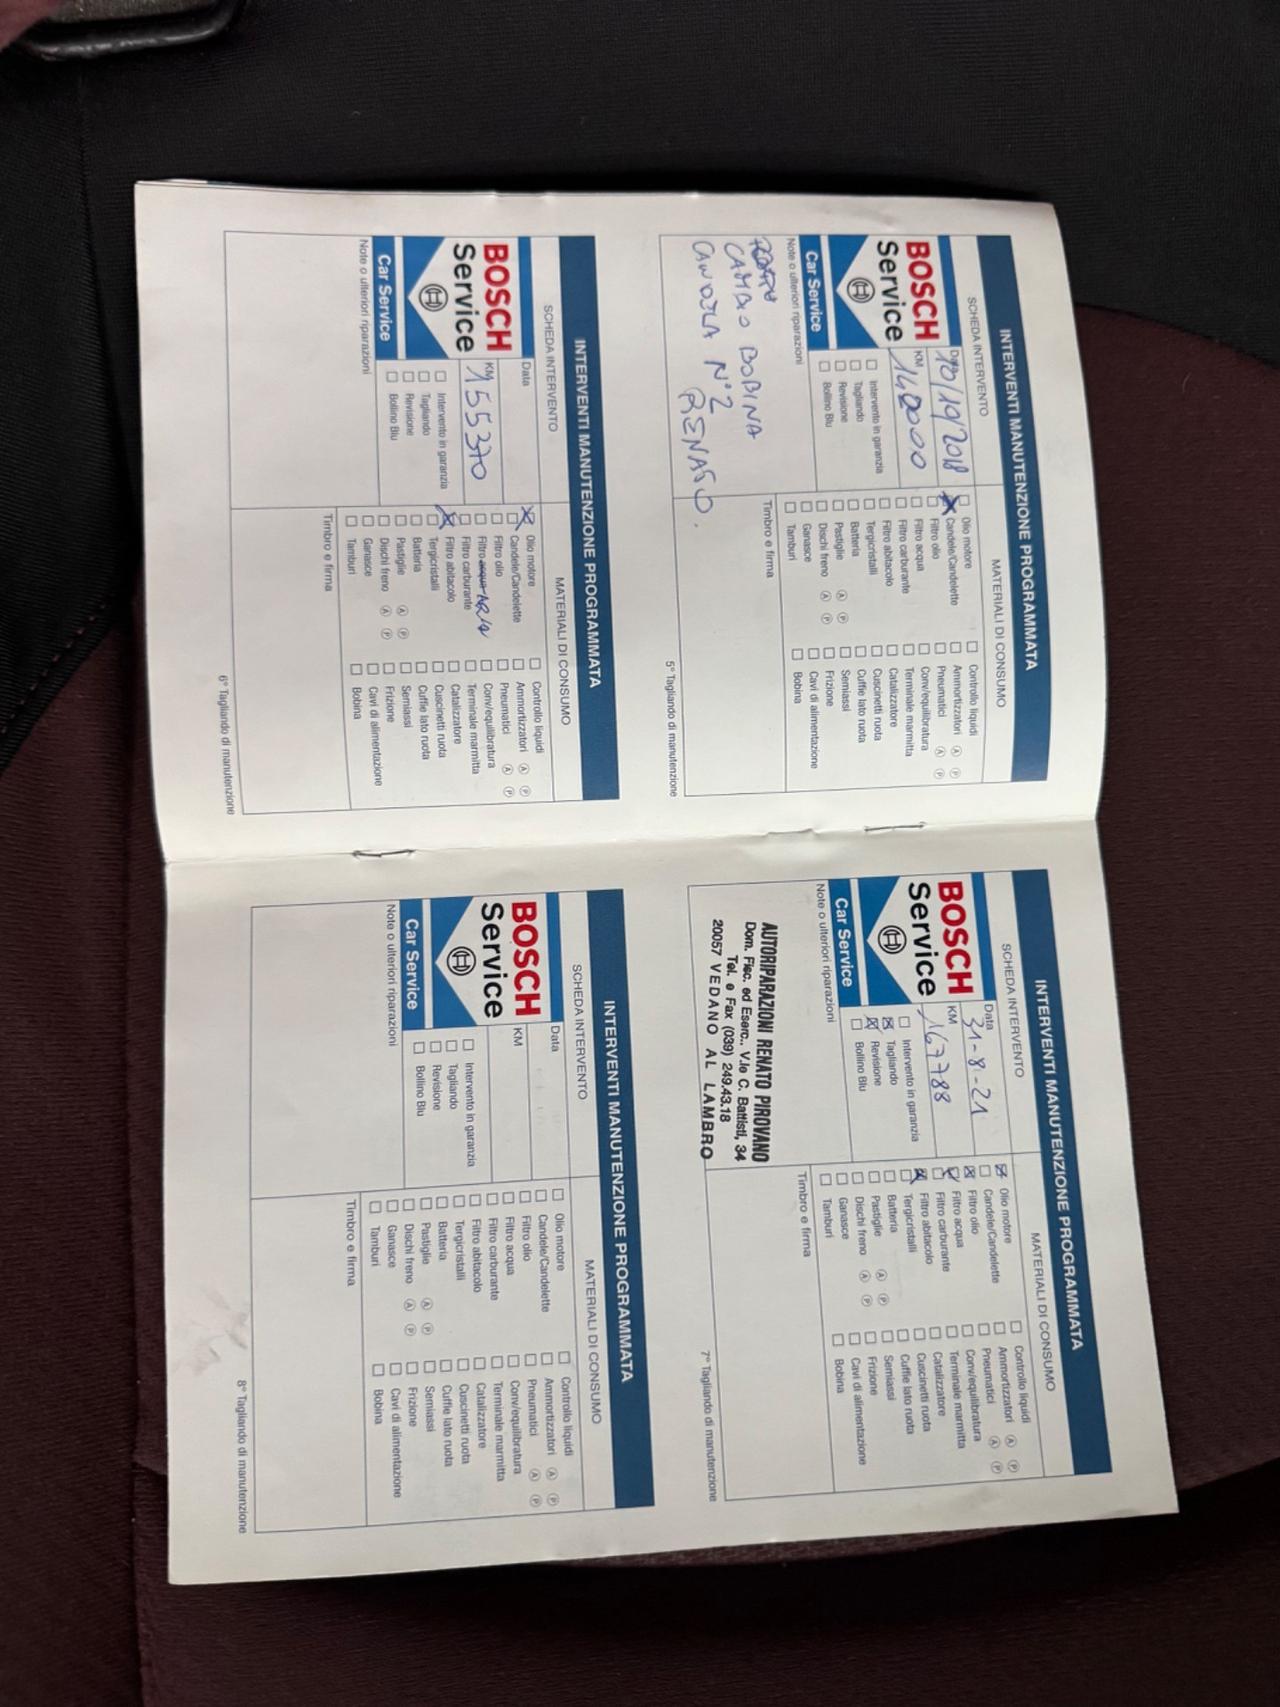 INTERVENTI MANUTENZIONE PROGRAMMATA
SCHEDA INTERVENTO
MATERIALI DI CONSUMO
BOSCH
Service
Car Service
Data
10/19/2018
KM
140000
Intervento in garanzia
Tagliando
Revisione
Bollino Blu
Olio motore
Candele/Candelette
Filtro olio
Filtro acqua
Filtro carburante
Filtro abitacolo
Tergicristalli
Batteria
Pastiglie A P
Dischi freno A P
Ganasce
Tamburi
Controllo liquidi
Ammortizzatori A P
Pneumatici A P
Conv/equilibratura
Terminale marmitta
Catalizzatore
Cuscinetti ruota
Cuffie lato ruota
Semiassi
Frizione
Cavi di alimentazione
Bobina
Note o ulteriori riparazioni
CAMBIO BOBINA
CANDELA N°2
RENATO.
Timbro e firma
5° Tagliando di manutenzione
INTERVENTI MANUTENZIONE PROGRAMMATA
SCHEDA INTERVENTO
MATERIALI DI CONSUMO
BOSCH
Service
Car Service
Data
KM
155370
Intervento in garanzia
Tagliando
Revisione
Bollino Blu
Olio motore
Candele/Candelette
Filtro olio
Filtro acqua ARIA
Filtro carburante
Filtro abitacolo
Tergicristalli
Batteria
Pastiglie A P
Dischi freno A P
Ganasce
Tamburi
Controllo liquidi
Ammortizzatori A P
Pneumatici A P
Conv/equilibratura
Terminale marmitta
Catalizzatore
Cuscinetti ruota
Cuffie lato ruota
Semiassi
Frizione
Cavi di alimentazione
Bobina
Note o ulteriori riparazioni
Timbro e firma
6° Tagliando di manutenzione
INTERVENTI MANUTENZIONE PROGRAMMATA
SCHEDA INTERVENTO
MATERIALI DI CONSUMO
BOSCH
Service
Car Service
Data
31-8-21
KM
167788
Intervento in garanzia
Tagliando
Revisione
Bollino Blu
Olio motore
Candele/Candelette
Filtro olio
Filtro acqua
Filtro carburante
Filtro abitacolo
Tergicristalli
Batteria
Pastiglie A P
Dischi freno A P
Ganasce
Tamburi
Controllo liquidi
Ammortizzatori A P
Pneumatici A P
Conv/equilibratura
Terminale marmitta
Catalizzatore
Cuscinetti ruota
Cuffie lato ruota
Semiassi
Frizione
Cavi di alimentazione
Bobina
Note o ulteriori riparazioni
AUTORIPARAZIONI RENATO PIROVANO
Dom. Fisc. ed Eserc.. V.le C. Battisti, 34
Tel. e Fax (039) 249.43.18
20057 VEDANO AL LAMBRO
Timbro e firma
7° Tagliando di manutenzione
INTERVENTI MANUTENZIONE PROGRAMMATA
SCHEDA INTERVENTO
MATERIALI DI CONSUMO
BOSCH
Service
Car Service
Data
KM
Intervento in garanzia
Tagliando
Revisione
Bollino Blu
Olio motore
Candele/Candelette
Filtro olio
Filtro acqua
Filtro carburante
Filtro abitacolo
Tergicristalli
Batteria
Pastiglie A P
Dischi freno A P
Ganasce
Tamburi
Controllo liquidi
Ammortizzatori A P
Pneumatici A P
Conv/equilibratura
Terminale marmitta
Catalizzatore
Cuscinetti ruota
Cuffie lato ruota
Semiassi
Frizione
Cavi di alimentazione
Bobina
Note o ulteriori riparazioni
Timbro e firma
8° Tagliando di manutenzione